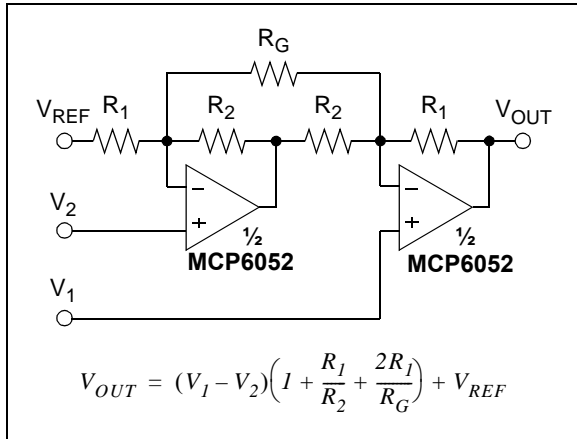 R_G
V_REF R_1 R_2 R_2 R_1 V_OUT
V_2 − + − +
½ ½
MCP6052 MCP6052
V_1
V_OUT = (V_1 – V_2)(1 + R_1/R_2 + 2R_1/R_G) + V_REF